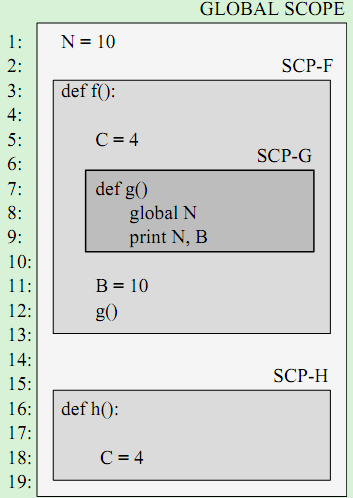 GLOBAL SCOPE
1: N = 10
2: SCP-F
3: def f():
4:
5: C = 4
6: SCP-G
7: def g()
8: global N
9: print N, B
10:
11: B = 10
12: g()
13:
14:
15: SCP-H
16: def h():
17:
18: C = 4
19: